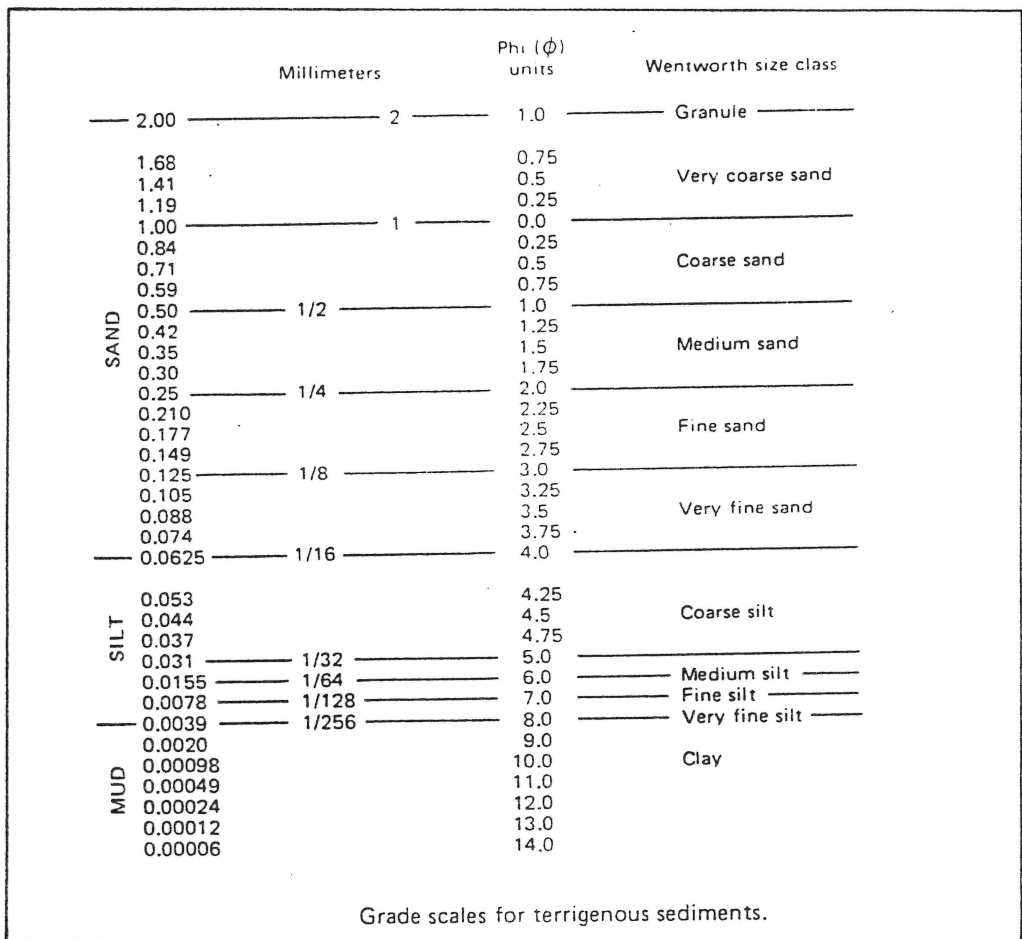 Millimeters Phi (ϕ) units Wentworth size class
2.00 2 1.0 Granule
1.68 0.75
1.41 0.5 Very coarse sand
1.19 0.25
1.00 1 0.0
0.84 0.25
0.71 0.5 Coarse sand
0.59 0.75
0.50 1/2 1.0
SAND
0.42 1.25
0.35 1.5 Medium sand
0.30 1.75
0.25 1/4 2.0
0.210 2.25
0.177 2.5 Fine sand
0.149 2.75
0.125 1/8 3.0
0.105 3.25
0.088 3.5 Very fine sand
0.074 3.75
0.0625 1/16 4.0
0.053 4.25
0.044 4.5 Coarse silt
SILT
0.037 4.75
0.031 1/32 5.0
0.0155 1/64 6.0 Medium silt
0.0078 1/128 7.0 Fine silt
0.0039 1/256 8.0 Very fine silt
0.0020 9.0
0.00098 10.0 Clay
MUD
0.00049 11.0
0.00024 12.0
0.00012 13.0
0.00006 14.0
Grade scales for terrigenous sediments.